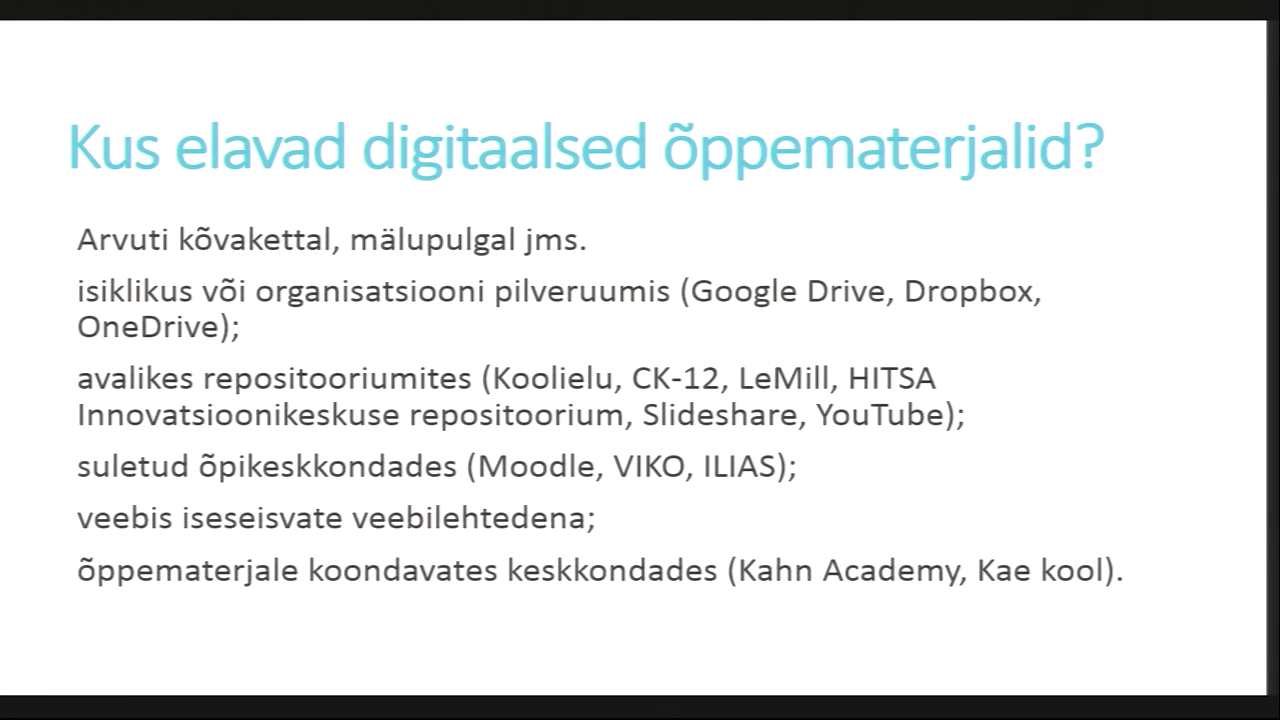 Kus elavad digitaalsed õppematerjalid?
Arvuti kõvakettal, mälupulgal jms.
isiklikus või organisatsiooni pilveruumis (Google Drive, Dropbox,
OneDrive);
avalikes repositooriumites (Koolielu, CK-12, LeMill, HITSA
Innovatsioonikeskuse repositoorium, Slideshare, YouTube);
suletud õpikeskkondades (Moodle, VIKO, ILIAS);
veebis iseseisvate veebilehtedena;
õppematerjale koondavates keskkondades (Kahn Academy, Kae kool).